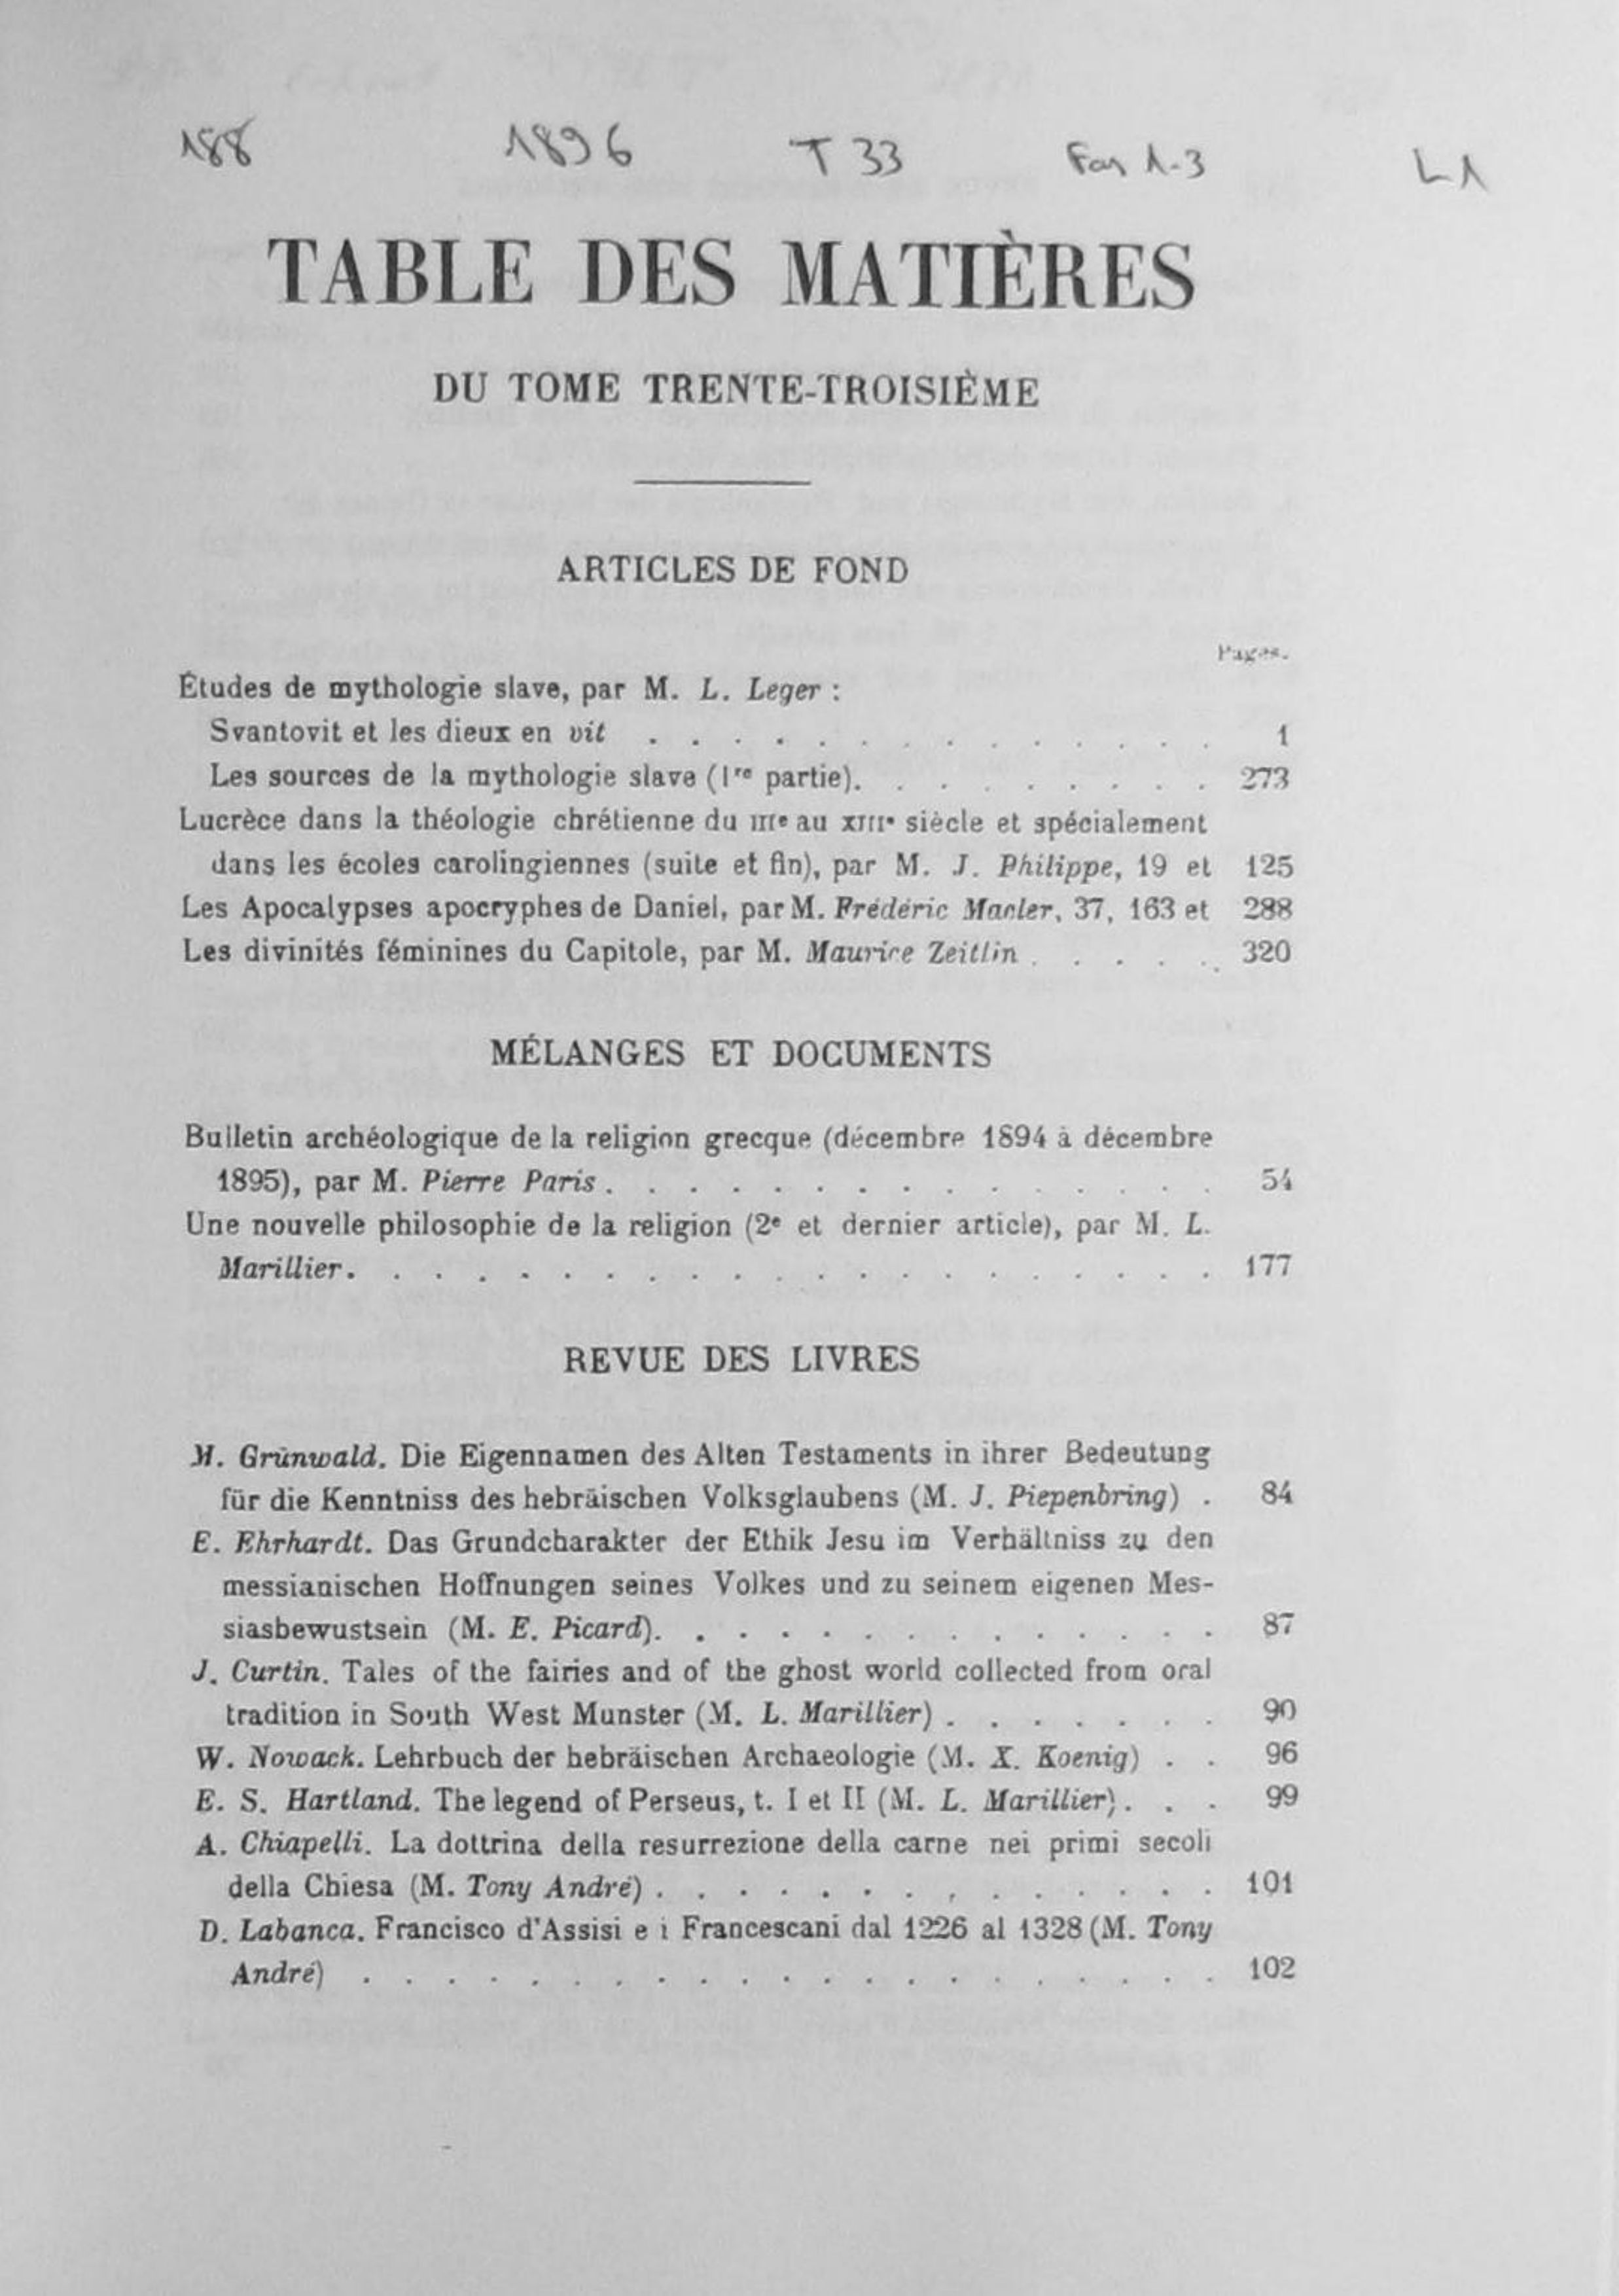 188 1896 T 33 Fas 1-3 L1
TABLE DES MATIÈRES
DU TOME TRENTE-TROISIÈME
ARTICLES DE FOND
Pages.
Études de mythologie slave, par M. L. Leger :
Svantovit et les dieux en vit . . . . . . . . . . . . . . 1
Les sources de la mythologie slave (1re partie). . . . . . . . . 273
Lucrèce dans la théologie chrétienne du IIIe au XIIIe siècle et spécialement
dans les écoles carolingiennes (suite et fin), par M. J. Philippe, 19 et 125
Les Apocalypses apocryphes de Daniel, par M. Frédéric Macler, 37, 163 et 288
Les divinités féminines du Capitole, par M. Maurice Zeitlin . . . . . 320
MÉLANGES ET DOCUMENTS
Bulletin archéologique de la religion grecque (décembre 1894 à décembre
1895), par M. Pierre Paris . . . . . . . . . . . . . . . 54
Une nouvelle philosophie de la religion (2e et dernier article), par M. L.
Marillier. . . . . . . . . . . . . . . . . . . . . 177
REVUE DES LIVRES
M. Grünwald. Die Eigennamen des Alten Testaments in ihrer Bedeutung
für die Kenntniss des hebräischen Volksglaubens (M. J. Piepenbring) . 84
E. Ehrhardt. Das Grundcharakter der Ethik Jesu im Verhältniss zu den
messianischen Hoffnungen seines Volkes und zu seinem eigenen Mes-
siasbewustsein (M. E. Picard). . . . . . . . . . . . . . 87
J. Curtin. Tales of the fairies and of the ghost world collected from oral
tradition in South West Munster (M. L. Marillier) . . . . . . . 90
W. Nowack. Lehrbuch der hebräischen Archaeologie (M. X. Koenig) . . 96
E. S. Hartland. The legend of Perseus, t. I et II (M. L. Marillier). . . 99
A. Chiapelli. La dottrina della resurrezione della carne nei primi secoli
della Chiesa (M. Tony André) . . . . . . . . . . . . . . 101
D. Labanca. Francisco d'Assisi e i Francescani dal 1226 al 1328 (M. Tony
André) . . . . . . . . . . . . . . . . . . . . . 102